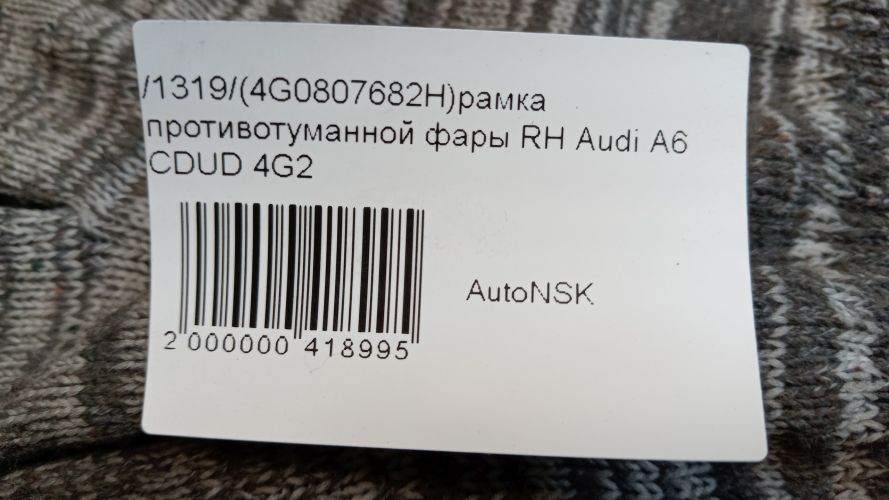 /1319/(4G0807682H)рамка
противотуманной фары RH Audi A6
CDUD 4G2
AutoNSK
2 000000 418995